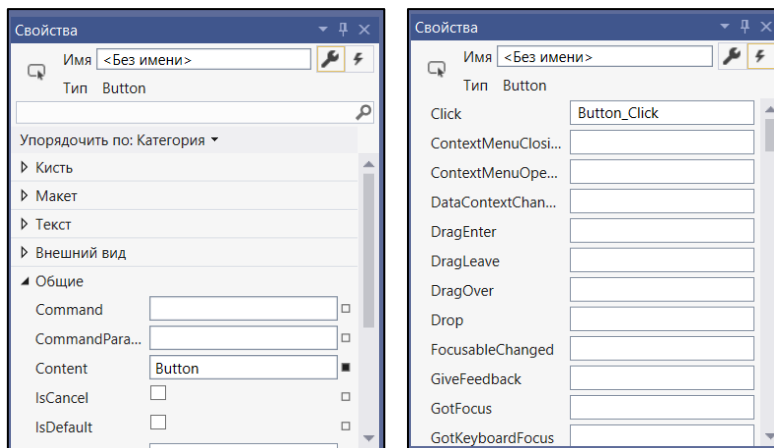 Свойства
Имя <Без имени>
Тип Button
Упорядочить по: Категория
Кисть
Макет
Текст
Внешний вид
Общие
Command
CommandPara...
Content Button
IsCancel
IsDefault
Свойства
Имя <Без имени>
Тип Button
Click Button_Click
ContextMenuClosi...
ContextMenuOpe...
DataContextChan...
DragEnter
DragLeave
DragOver
Drop
FocusableChanged
GiveFeedback
GotFocus
GotKeyboardFocus